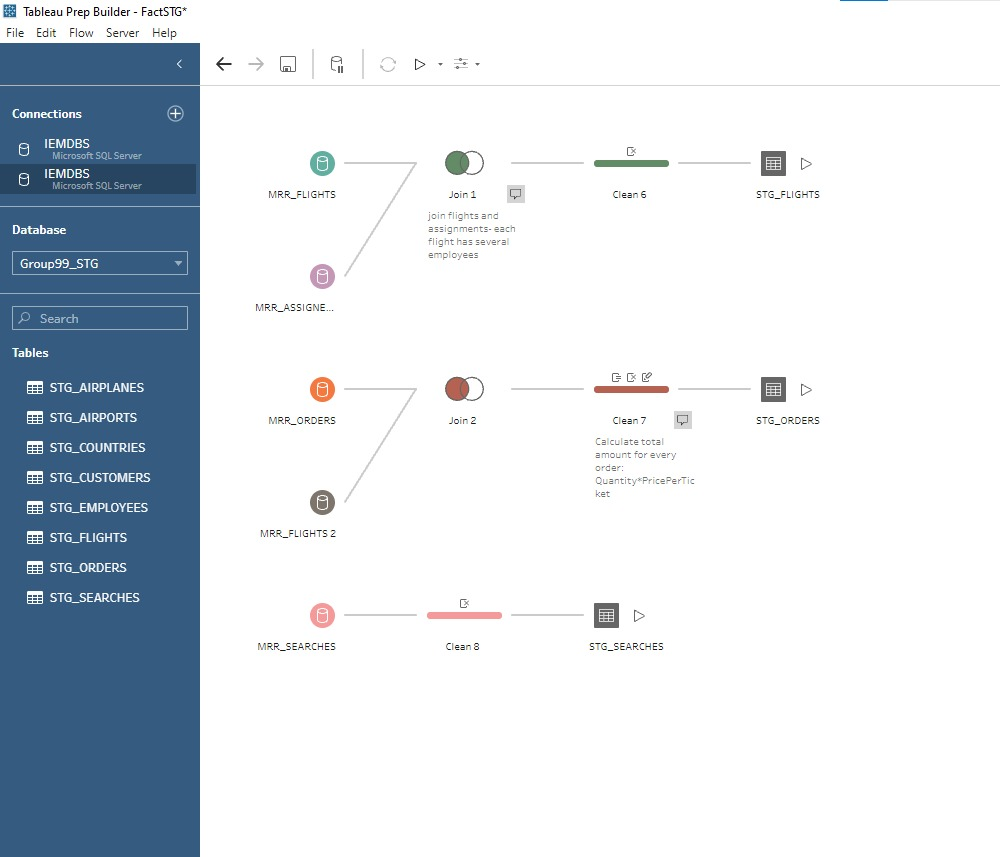 Tableau Prep Builder - FactSTG*
File Edit Flow Server Help
Connections
IEMDBS
Microsoft SQL Server
IEMDBS
Microsoft SQL Server
Database
Group99_STG
Search
Tables
STG_AIRPLANES
STG_AIRPORTS
STG_COUNTRIES
STG_CUSTOMERS
STG_EMPLOYEES
STG_FLIGHTS
STG_ORDERS
STG_SEARCHES
MRR_FLIGHTS
Join 1
Clean 6
STG_FLIGHTS
join flights and
assignments- each
flight has several
employees
MRR_ASSIGNE...
MRR_ORDERS
Join 2
Clean 7
STG_ORDERS
Calculate total
amount for every
order:
Quantity*PricePerTic
ket
MRR_FLIGHTS 2
MRR_SEARCHES
Clean 8
STG_SEARCHES